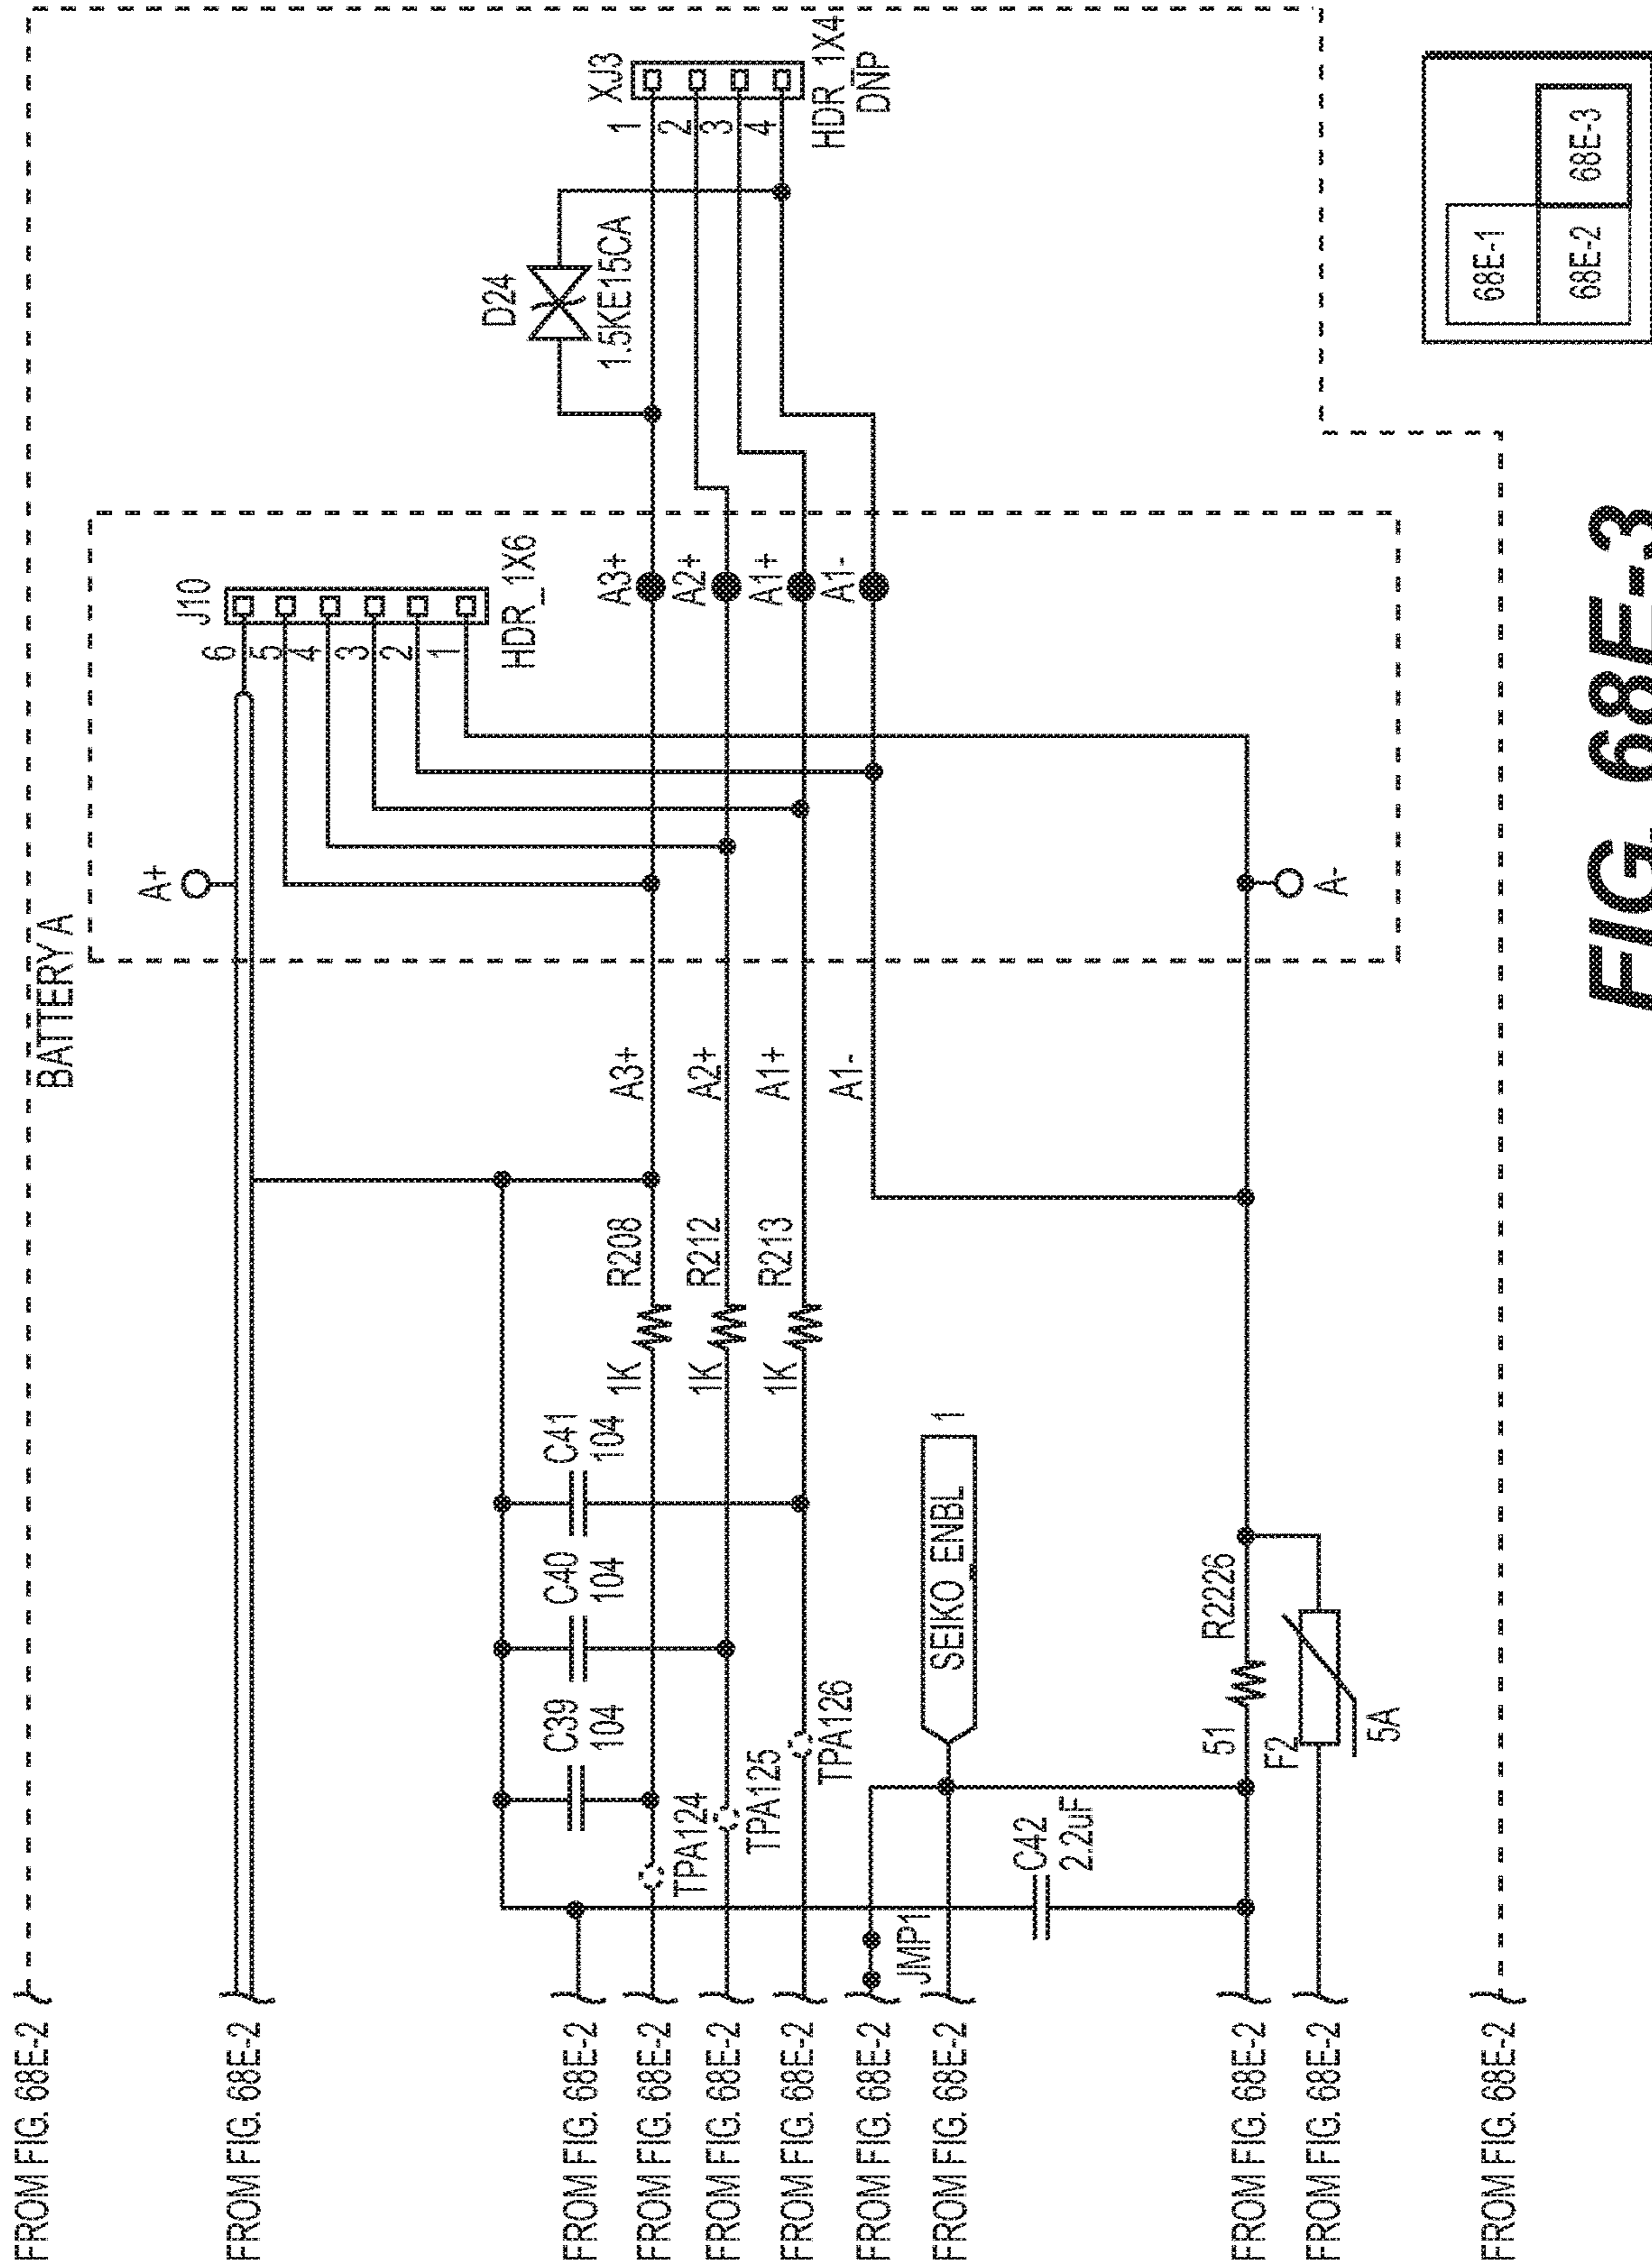 FROM FIG. 68E-2
BATTERY A
FROM FIG. 68E-2
A+
J10
6
5
4
3
2
1
HDR_1X6
XJ3
1
2
3
4
HDR_1X4
DNP
D24
1.5KE15CA
FROM FIG. 68E-2
C39
104
C40
104
C41
104
FROM FIG. 68E-2
TPA124
1K
R208
A3+
A3+
FROM FIG. 68E-2
TPA125
1K
R212
A2+
A2+
FROM FIG. 68E-2
TPA126
1K
R213
A1+
A1+
FROM FIG. 68E-2
JMP1
A1-
A1-
FROM FIG. 68E-2
SEIKO_ENBL
1
C42
2.2uF
FROM FIG. 68E-2
51
R2226
A-
FROM FIG. 68E-2
F2
5A
FROM FIG. 68E-2
68E-1
68E-2
68E-3
FIG. 68E-3